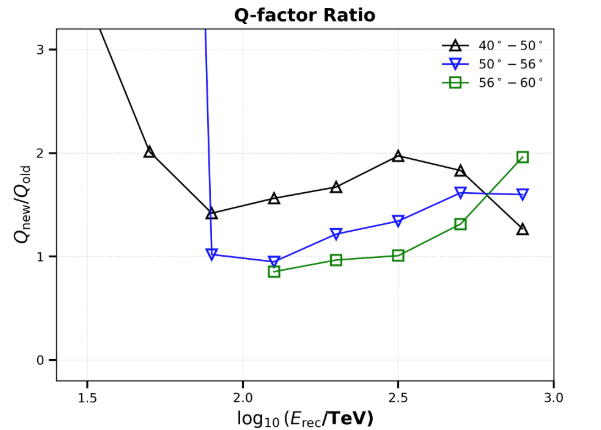 Q-factor Ratio
Q_new/Q_old
3
2
1
0
40° − 50°
50° − 56°
56° − 60°
1.5 2.0 2.5 3.0
log₁₀ (E_rec/TeV)